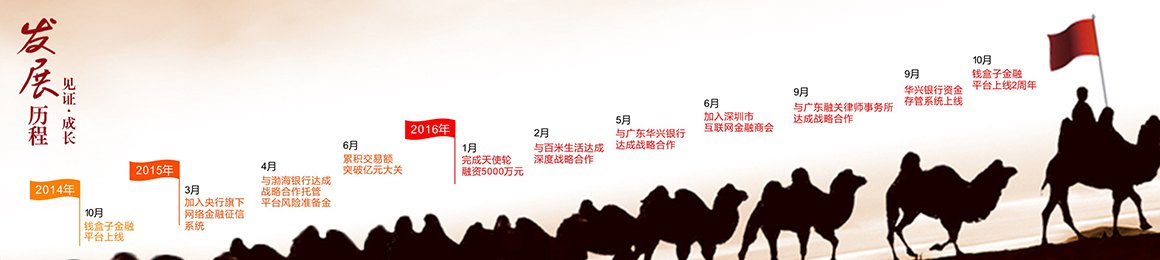 发展历程
见证·成长
2014年
10月
钱盒子金融
平台上线
2015年
3月
加入央行旗下
网络金融征信
系统
4月
与渤海银行达成
战略合作托管
平台风险准备金
6月
累积交易额
突破亿元大关
2016年
1月
完成天使轮
融资5000万元
2月
与百米生活达成
深度战略合作
5月
与广东华兴银行
达成战略合作
6月
加入深圳市
互联网金融商会
9月
与广东融关律师事务所
达成战略合作
9月
华兴银行资金
存管系统上线
10月
钱盒子金融
平台上线2周年